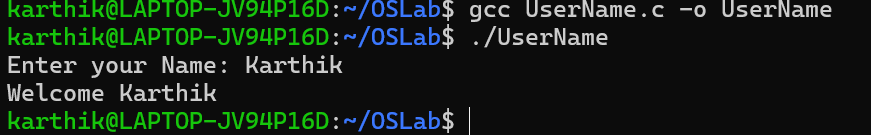 karthik@LAPTOP-JV94P16D:~/OSLab$ gcc UserName.c -o UserName
karthik@LAPTOP-JV94P16D:~/OSLab$ ./UserName
Enter your Name: Karthik
Welcome Karthik
karthik@LAPTOP-JV94P16D:~/OSLab$